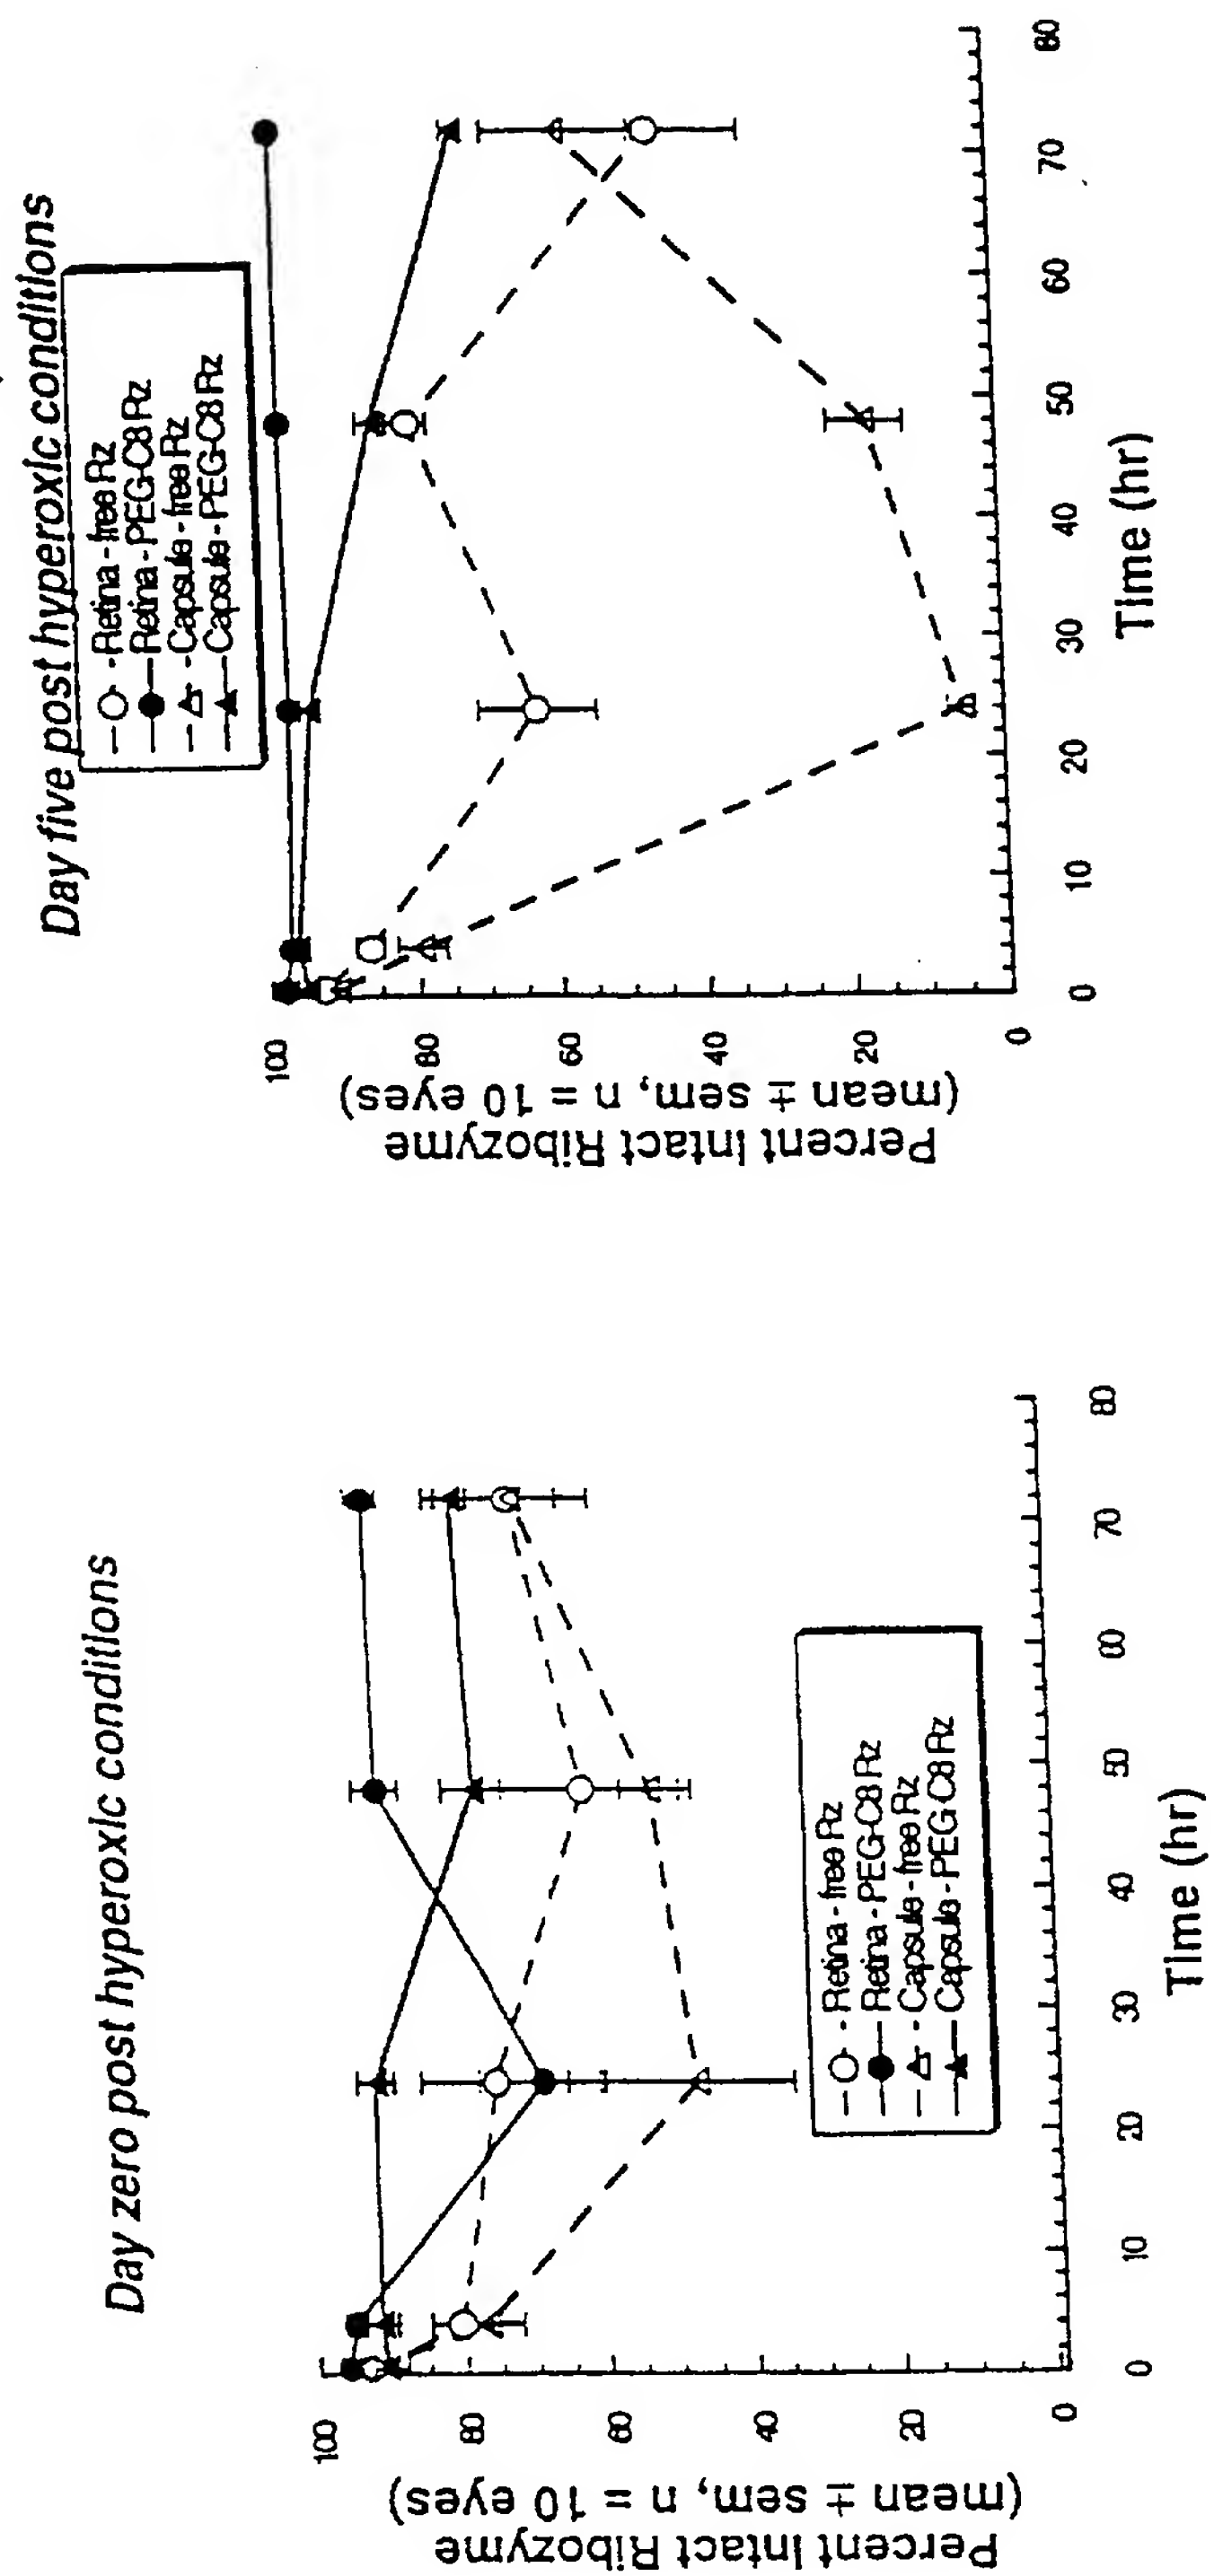 Day zero post hyperoxic conditions
Percent Intact Ribozyme
(mean ± sem, n = 10 eyes)
100
80
60
40
20
0
- Retina - free Rz
Retina - PEG-C8 Rz
- Capsule - free Rz
Capsule - PEG-C8 Rz
0
10
20
30
40
50
60
70
80
Time (hr)
Day five post hyperoxic conditions
Percent Intact Ribozyme
(mean ± sem, n = 10 eyes)
100
80
60
40
20
0
- Retina - free Rz
Retina - PEG-C8 Rz
- Capsule - free Rz
Capsule - PEG-C8 Rz
0
10
20
30
40
50
60
70
80
Time (hr)